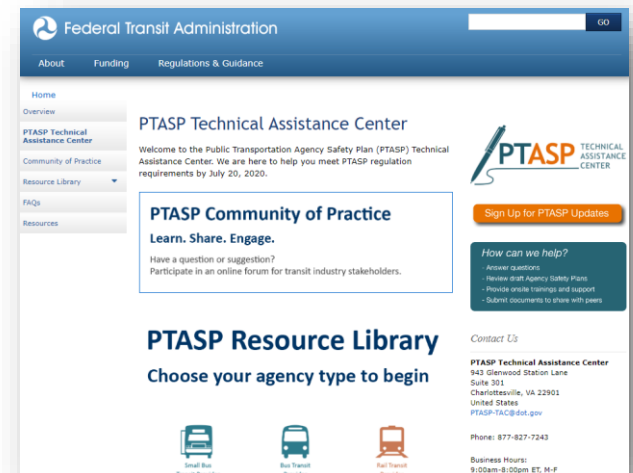 Federal Transit Administration
GO
About Funding Regulations & Guidance
Home
Overview
PTASP Technical
Assistance Center
Community of Practice
Resource Library
FAQs
Resources
PTASP Technical Assistance Center
Welcome to the Public Transportation Agency Safety Plan (PTASP) Technical
Assistance Center. We are here to help you meet PTASP regulation
requirements by July 20, 2020.
PTASP Community of Practice
Learn. Share. Engage.
Have a question or suggestion?
Participate in an online forum for transit industry stakeholders.
PTASP Resource Library
Choose your agency type to begin
Small Bus
Bus Transit
Rail Transit
PTASP TECHNICAL
ASSISTANCE
CENTER
Sign Up for PTASP Updates
How can we help?
- Answer questions
- Review draft Agency Safety Plans
- Provide onsite trainings and support
- Submit documents to share with peers
Contact Us
PTASP Technical Assistance Center
943 Glenwood Station Lane
Suite 301
Charlottesville, VA 22901
United States
PTASP-TAC@dot.gov
Phone: 877-827-7243
Business Hours:
9:00am-8:00pm ET, M-F